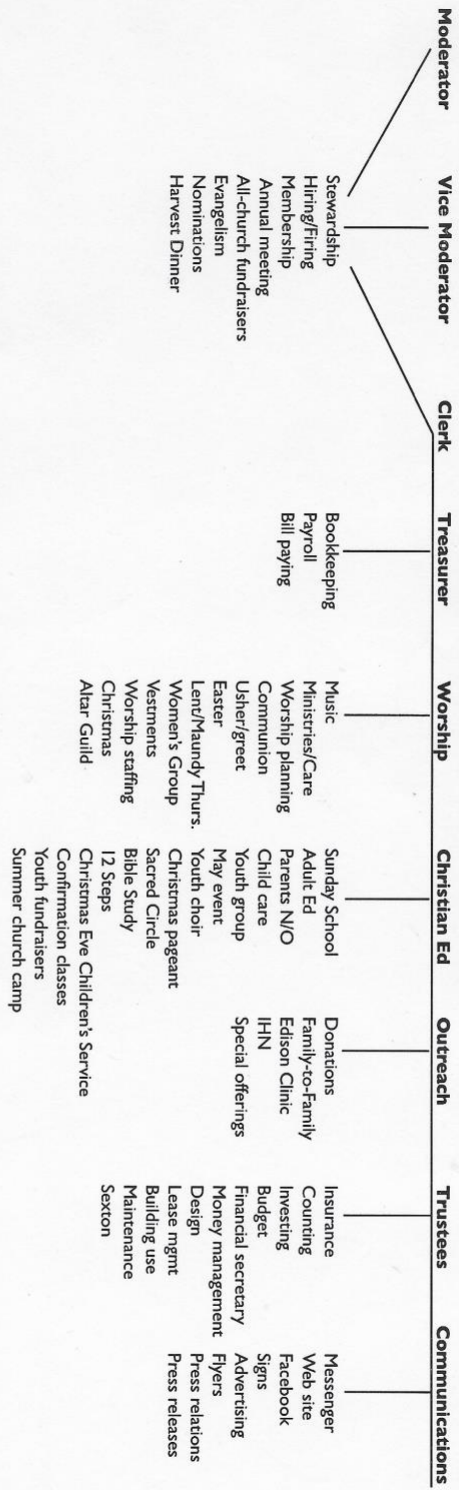 Moderator
Vice Moderator
Clerk
Treasurer
Worship
Christian Ed
Outreach
Trustees
Communications
Stewardship
Hiring/Firing
Membership
Annual meeting
All-church fundraisers
Evangelism
Nominations
Harvest Dinner
Bookkeeping
Payroll
Bill paying
Music
Ministries/Care
Worship planning
Communion
Usher/greet
Easter
Lent/Maundy Thurs.
Women's Group
Vestments
Worship staffing
Christmas
Altar Guild
Sunday School
Adult Ed
Parents N/O
Child care
Youth group
May event
Youth choir
Christmas pageant
Sacred Circle
Bible Study
12 Steps
Christmas Eve Children's Service
Confirmation classes
Youth fundraisers
Summer church camp
Donations
Family-to-Family
Edison Clinic
IHN
Special offerings
Insurance
Counting
Investing
Budget
Financial secretary
Money management
Design
Lease mgmt
Building use
Maintenance
Sexton
Messenger
Web site
Facebook
Signs
Advertising
Flyers
Press relations
Press releases